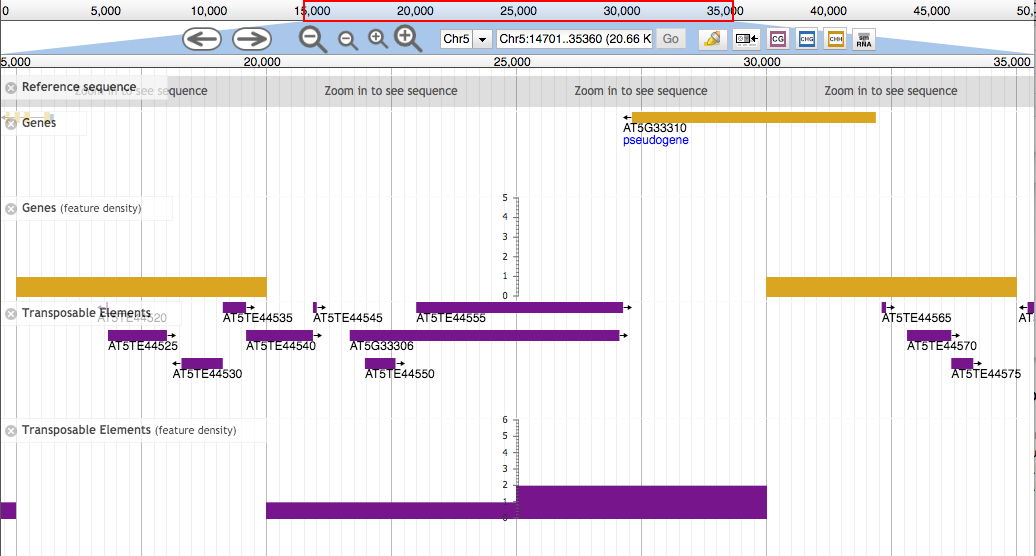 0 5,000 10,000 15,000 20,000 25,000 30,000 35,000 40,000 45,000 50,
Chr5 Chr5:14701..35360 (20.66 K Go CG CHG CHH sm RNA
5,000 20,000 25,000 30,000 35,000
Reference sequence Zoom in to see sequence Zoom in to see sequence Zoom in to see sequence Zoom in to see sequence
Genes
AT5G33310
pseudogene
Genes (feature density)
5
4
3
2
1
0
Transposable Elements
AT5TE44520 AT5TE44535 AT5TE44545 AT5TE44555 AT5TE44565 AT5
AT5TE44525 AT5TE44540 AT5G33306 AT5TE44570
AT5TE44530 AT5TE44550 AT5TE44575
Transposable Elements (feature density)
6
5
4
3
2
1
0